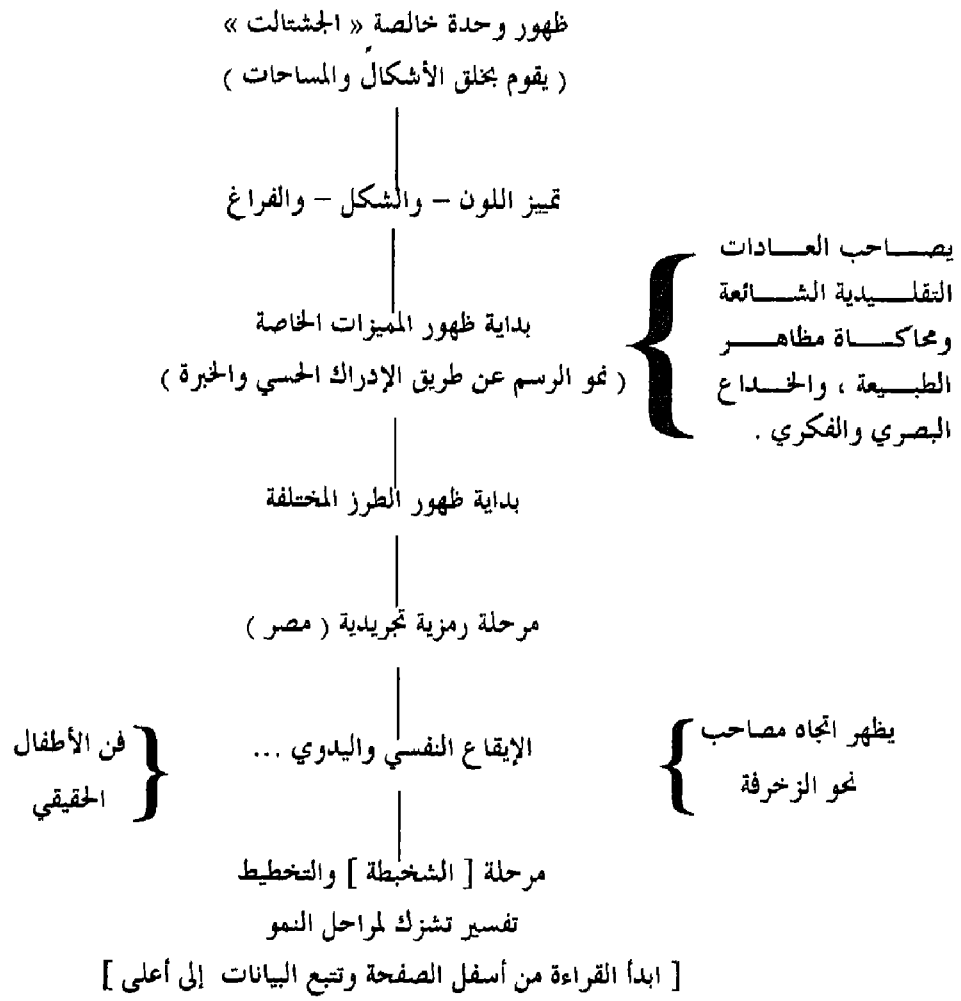 ظهور وحدة خالصة « الجشتالت »
( يقوم بخلق الأشكال والمساحات )
تمييز اللون – والشكل – والفراغ
بداية ظهور المميزات الخاصة
( نمو الرسم عن طريق الإدراك الحسي والخبرة )
يصاحب العادات
التقليدية الشائعة
ومحاكاة مظاهر
الطبيعة ، والخداع
البصري والفكري .
بداية ظهور الطرز المختلفة
مرحلة رمزية تجريدية ( مصر )
يظهر اتجاه مصاحب
نحو الزخرفة
الإيقاع النفسي واليدوي ...
فن الأطفال
الحقيقي
مرحلة [ الشخبطة ] والتخطيط
تفسير تشزك لمراحل النمو
[ ابدأ القراءة من أسفل الصفحة وتتبع البيانات إلى أعلى ]